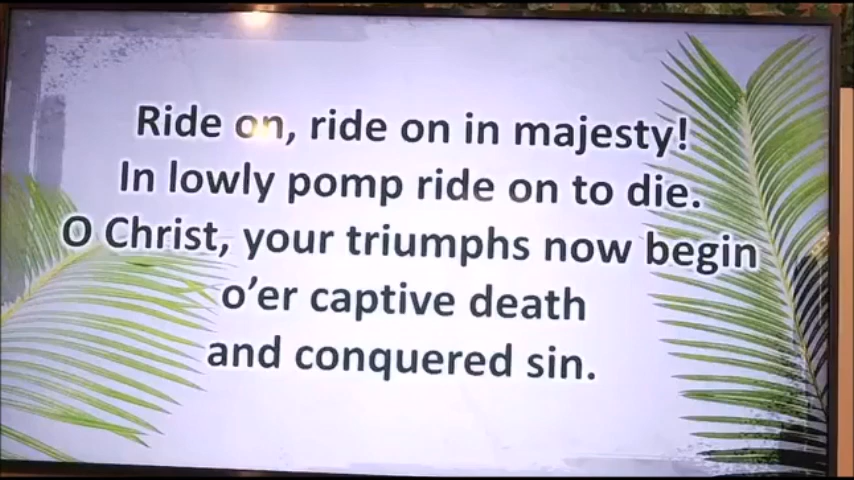 Ride on, ride on in majesty!
In lowly pomp ride on to die.
O Christ, your triumphs now begin
o’er captive death
and conquered sin.